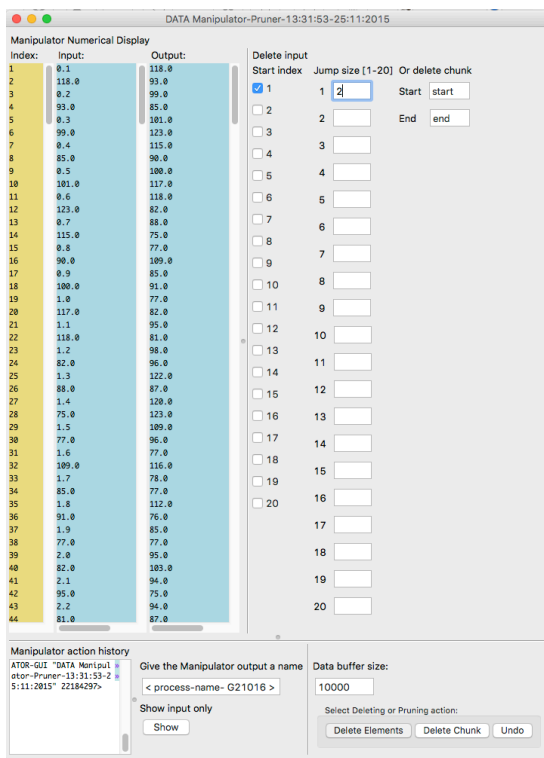 DATA Manipulator-Pruner-13:31:53-25:11:2015
Manipulator Numerical Display
Index: Input: Output:
1 0.1 118.0
2 118.0 93.0
3 0.2 99.0
4 93.0 85.0
5 0.3 101.0
6 99.0 123.0
7 0.4 115.0
8 85.0 90.0
9 0.5 100.0
10 101.0 117.0
11 0.6 118.0
12 123.0 82.0
13 0.7 88.0
14 115.0 75.0
15 0.8 77.0
16 90.0 109.0
17 0.9 85.0
18 100.0 91.0
19 1.0 77.0
20 117.0 82.0
21 1.1 95.0
22 118.0 81.0
23 1.2 98.0
24 82.0 96.0
25 1.3 122.0
26 88.0 87.0
27 1.4 120.0
28 75.0 123.0
29 1.5 109.0
30 77.0 96.0
31 1.6 77.0
32 109.0 116.0
33 1.7 78.0
34 85.0 77.0
35 1.8 112.0
36 91.0 76.0
37 1.9 85.0
38 77.0 77.0
39 2.0 95.0
40 82.0 103.0
41 2.1 94.0
42 95.0 75.0
43 2.2 94.0
44 81.0 87.0
Delete input
Start index Jump size [1-20] Or delete chunk
1
2
3
4
5
6
7
8
9
10
11
12
13
14
15
16
17
18
19
20
1 2
2
3
4
5
6
7
8
9
10
11
12
13
14
15
16
17
18
19
20
Start start
End end
Manipulator action history
ATOR-GUI "DATA Manipul
ator-Pruner-13:31:53-2
5:11:2015" 22184297>
Give the Manipulator output a name
< process-name- G21016 >
Show input only
Show
Data buffer size:
10000
Select Deleting or Pruning action:
Delete Elements Delete Chunk Undo